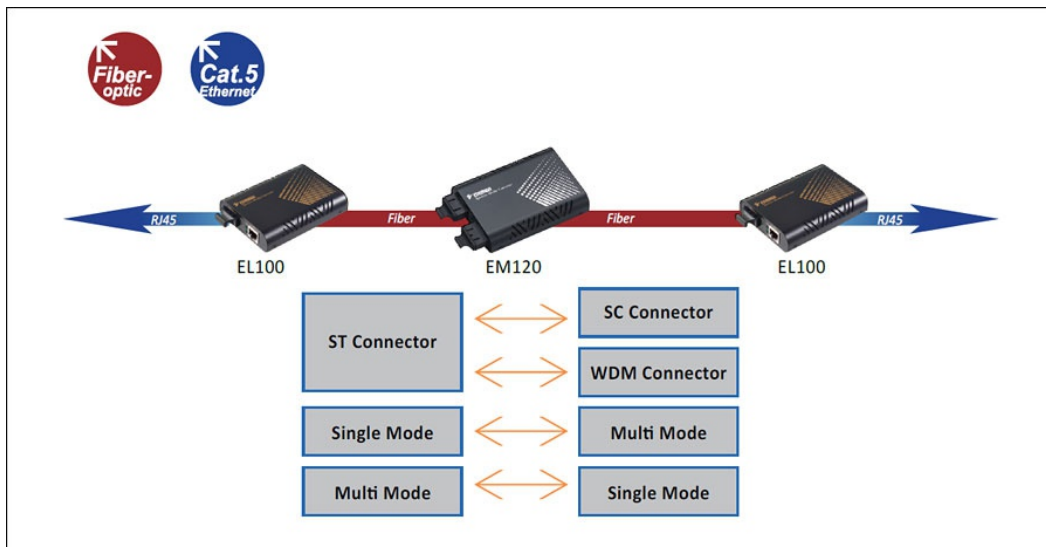 Fiber-
optic
Cat.5
Ethernet
RJ45
Fiber
Fiber
RJ45
EL100
EM120
EL100
ST Connector
SC Connector
WDM Connector
Single Mode
Multi Mode
Multi Mode
Single Mode